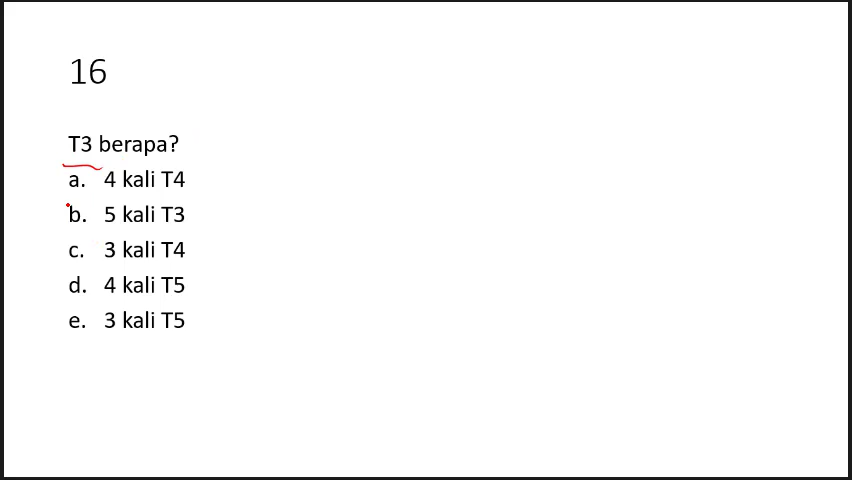 16
T3 berapa?
a. 4 kali T4
b. 5 kali T3
c. 3 kali T4
d. 4 kali T5
e. 3 kali T5